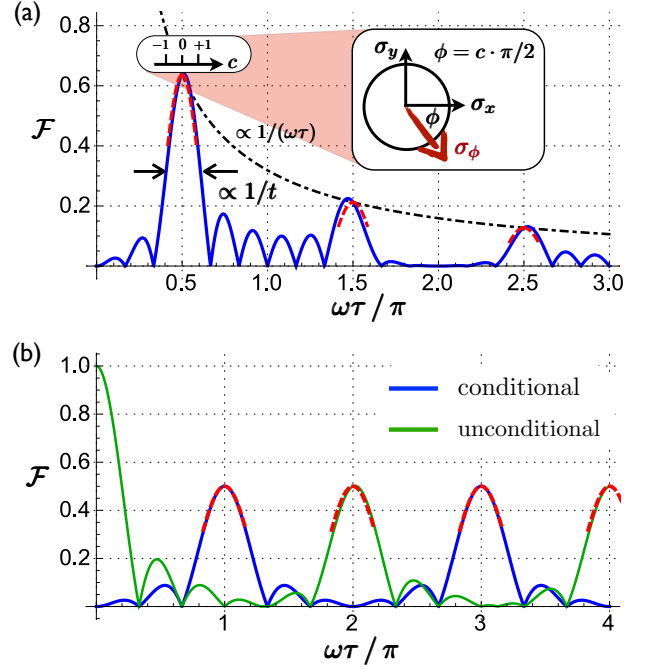 (a)
0.8
0.6
0.4
0.2
ℱ
−1 0 +1
c
∝ 1/(ωτ)
∝ 1/t
σy
ϕ = c · π/2
σx
ϕ
σϕ
0.5 1.0 1.5 2.0 2.5 3.0
ωτ / π
(b)
1.0
0.8
0.6
0.4
0.2
ℱ
conditional
unconditional
1 2 3 4
ωτ / π